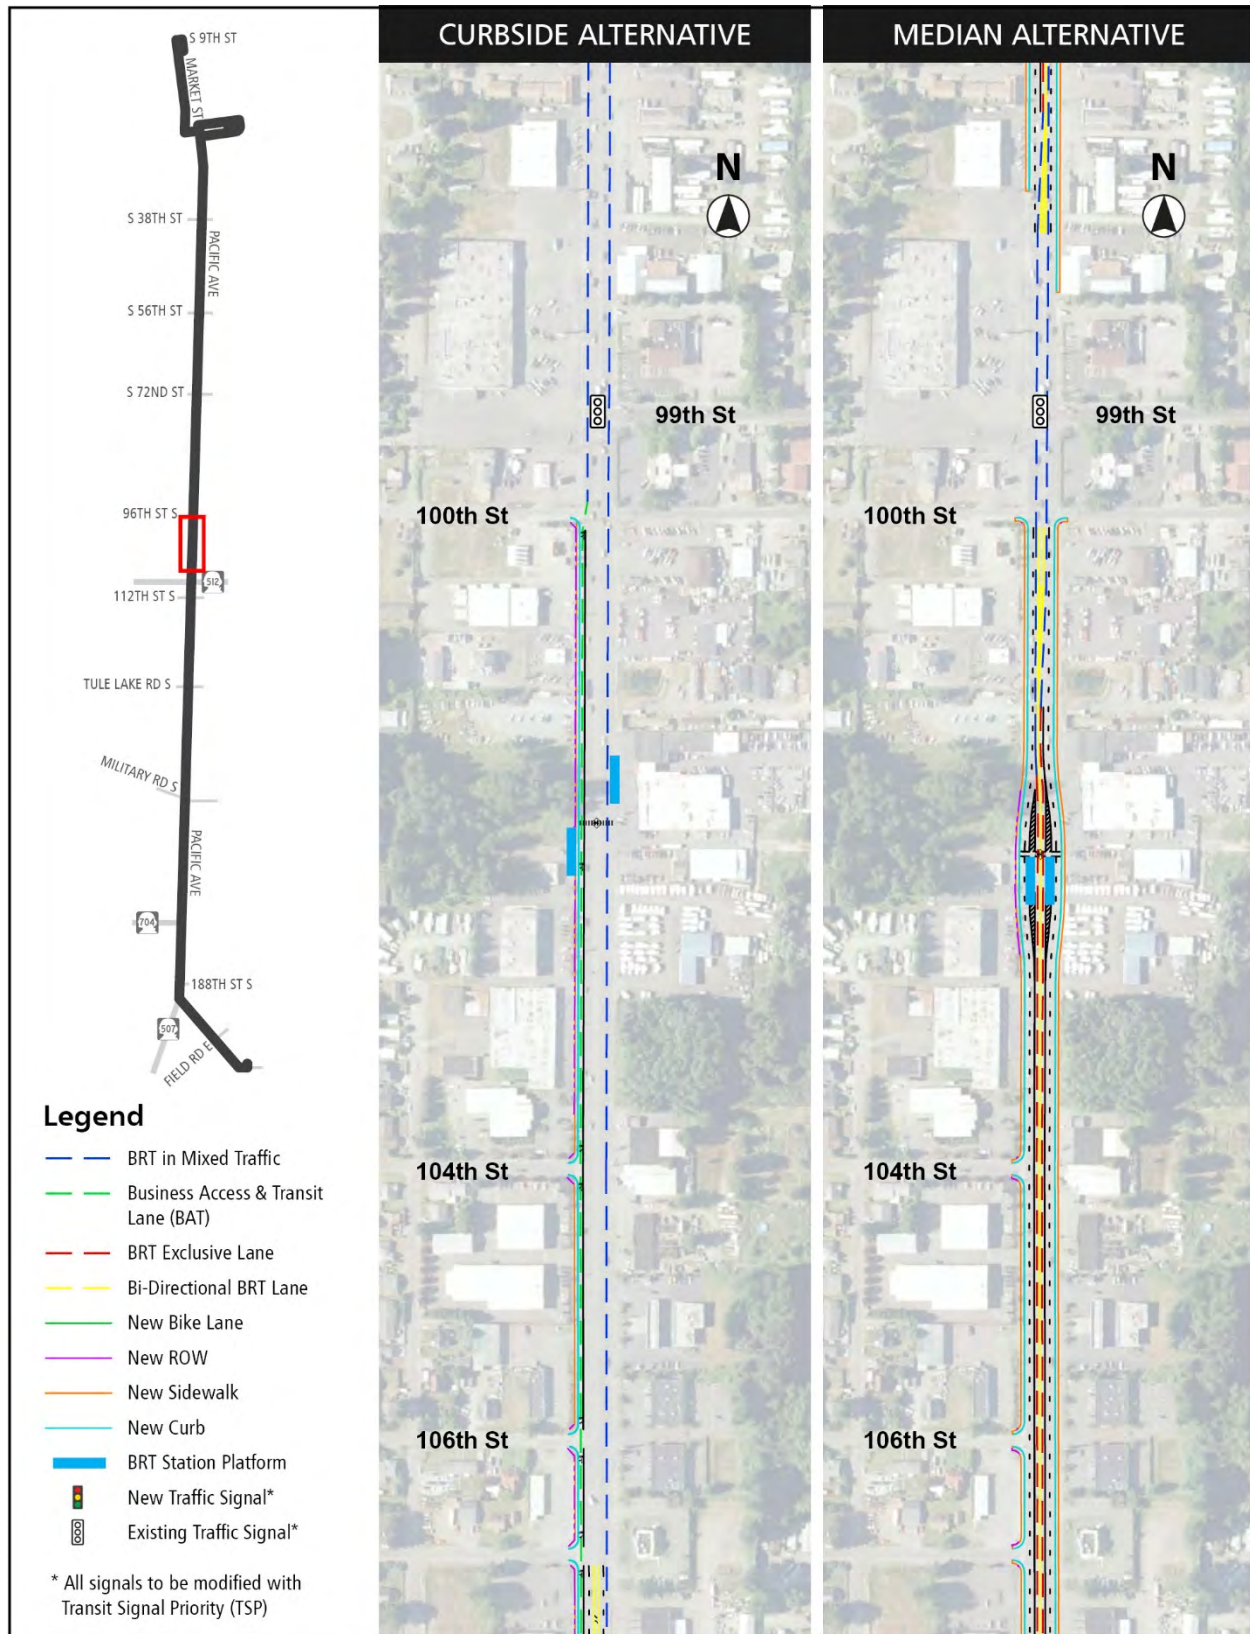 S 9TH ST
MARKET ST
S 38TH ST
PACIFIC AVE
S 56TH ST
S 72ND ST
96TH ST S
512
112TH ST S
TULE LAKE RD S
MILITARY RD S
PACIFIC AVE
704
188TH ST S
507
FIELD RD E
Legend
BRT in Mixed Traffic
Business Access & Transit
Lane (BAT)
BRT Exclusive Lane
Bi-Directional BRT Lane
New Bike Lane
New ROW
New Sidewalk
New Curb
BRT Station Platform
New Traffic Signal*
Existing Traffic Signal*
* All signals to be modified with
Transit Signal Priority (TSP)
CURBSIDE ALTERNATIVE
N
99th St
100th St
104th St
106th St
MEDIAN ALTERNATIVE
N
99th St
100th St
104th St
106th St